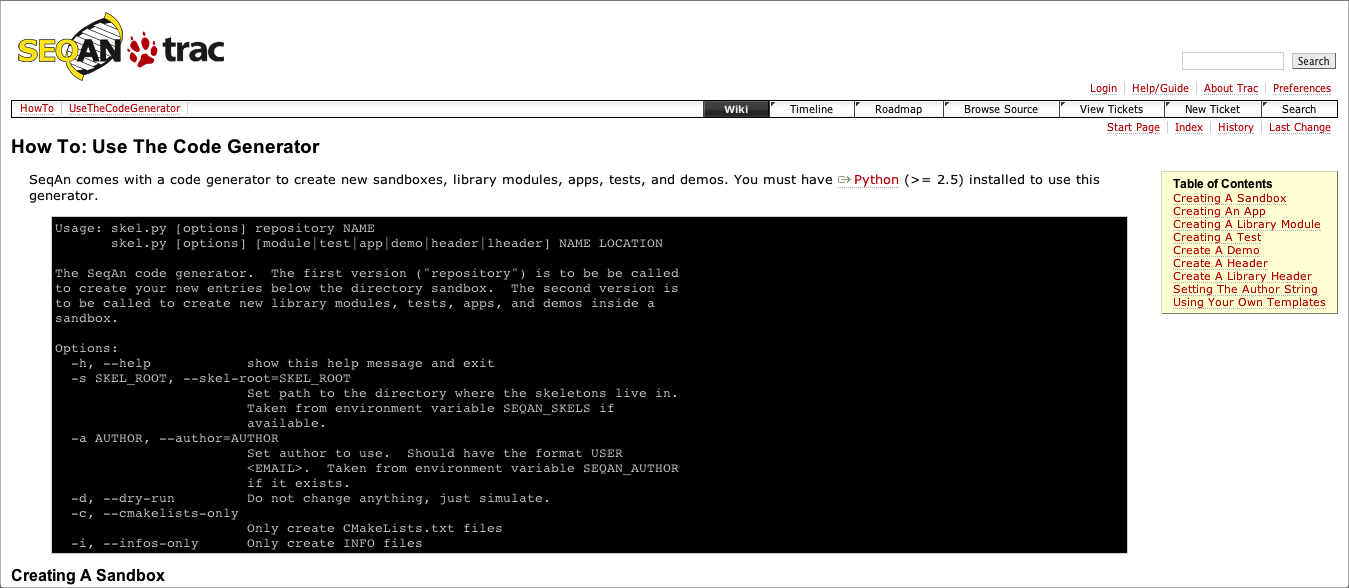 SEQAN trac
Search
Login Help/Guide About Trac Preferences
HowTo UseTheCodeGenerator Wiki Timeline Roadmap Browse Source View Tickets New Ticket Search
Start Page Index History Last Change
How To: Use The Code Generator
SeqAn comes with a code generator to create new sandboxes, library modules, apps, tests, and demos. You must have Python (>= 2.5) installed to use this
generator.
Table of Contents
Creating A Sandbox
Creating An App
Creating A Library Module
Creating A Test
Create A Demo
Create A Header
Create A Library Header
Setting The Author String
Using Your Own Templates
Usage: skel.py [options] repository NAME
       skel.py [options] [module|test|app|demo|header|lheader] NAME LOCATION
The SeqAn code generator.  The first version ("repository") is to be be called
to create your new entries below the directory sandbox.  The second version is
to be called to create new library modules, tests, apps, and demos inside a
sandbox.
Options:
  -h, --help            show this help message and exit
  -s SKEL_ROOT, --skel-root=SKEL_ROOT
                        Set path to the directory where the skeletons live in.
                        Taken from environment variable SEQAN_SKELS if
                        available.
  -a AUTHOR, --author=AUTHOR
                        Set author to use.  Should have the format USER
                        <EMAIL>.  Taken from environment variable SEQAN_AUTHOR
                        if it exists.
  -d, --dry-run         Do not change anything, just simulate.
  -c, --cmakelists-only
                        Only create CMakeLists.txt files
  -i, --infos-only      Only create INFO files
Creating A Sandbox